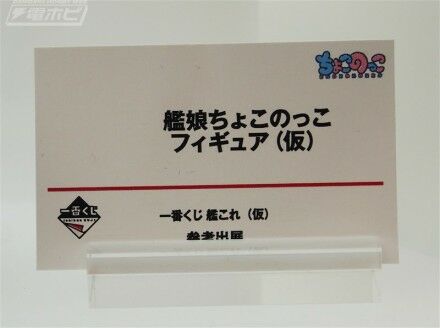 電ホビ
ちょこのっこ
艦娘ちょこのっこ
フィギュア（仮）
一番くじ
一番くじ 艦これ（仮）
参考出展